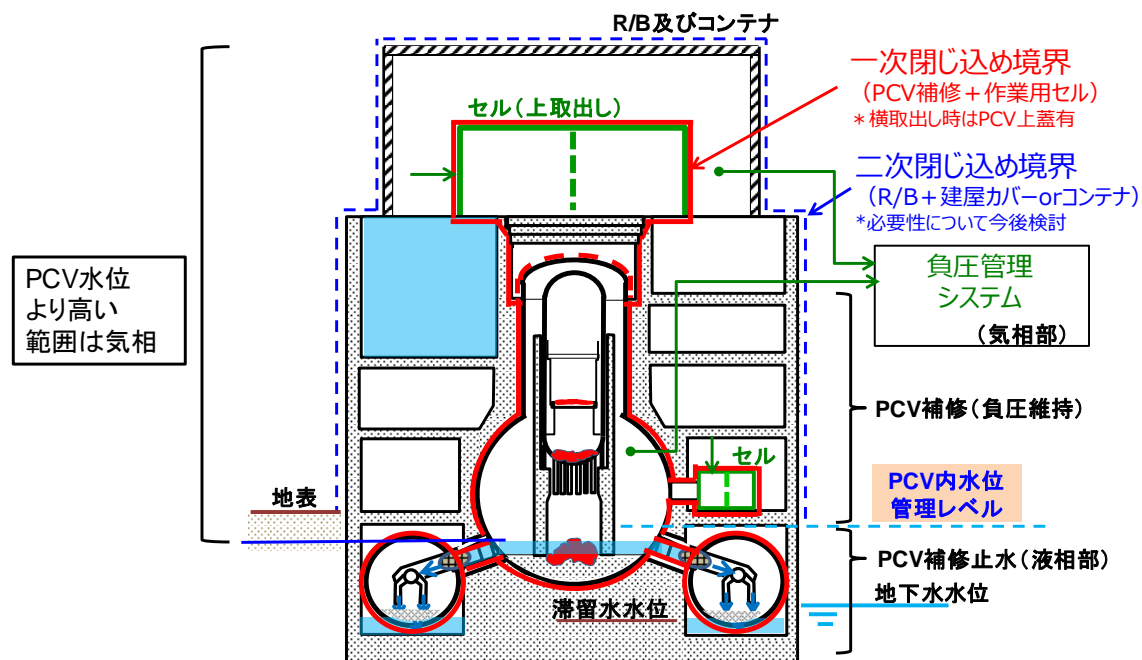 R/B及びコンテナ
一次閉じ込め境界
（PCV補修＋作業用セル）
＊横取出し時はPCV上蓋有
セル（上取出し）
二次閉じ込め境界
（R/B＋建屋カバーorコンテナ）
*必要性について今後検討
負圧管理
システム
（気相部）
PCV水位
より高い
範囲は気相
PCV補修（負圧維持）
セル
PCV内水位
管理レベル
地表
PCV補修止水（液相部）
地下水水位
滞留水水位